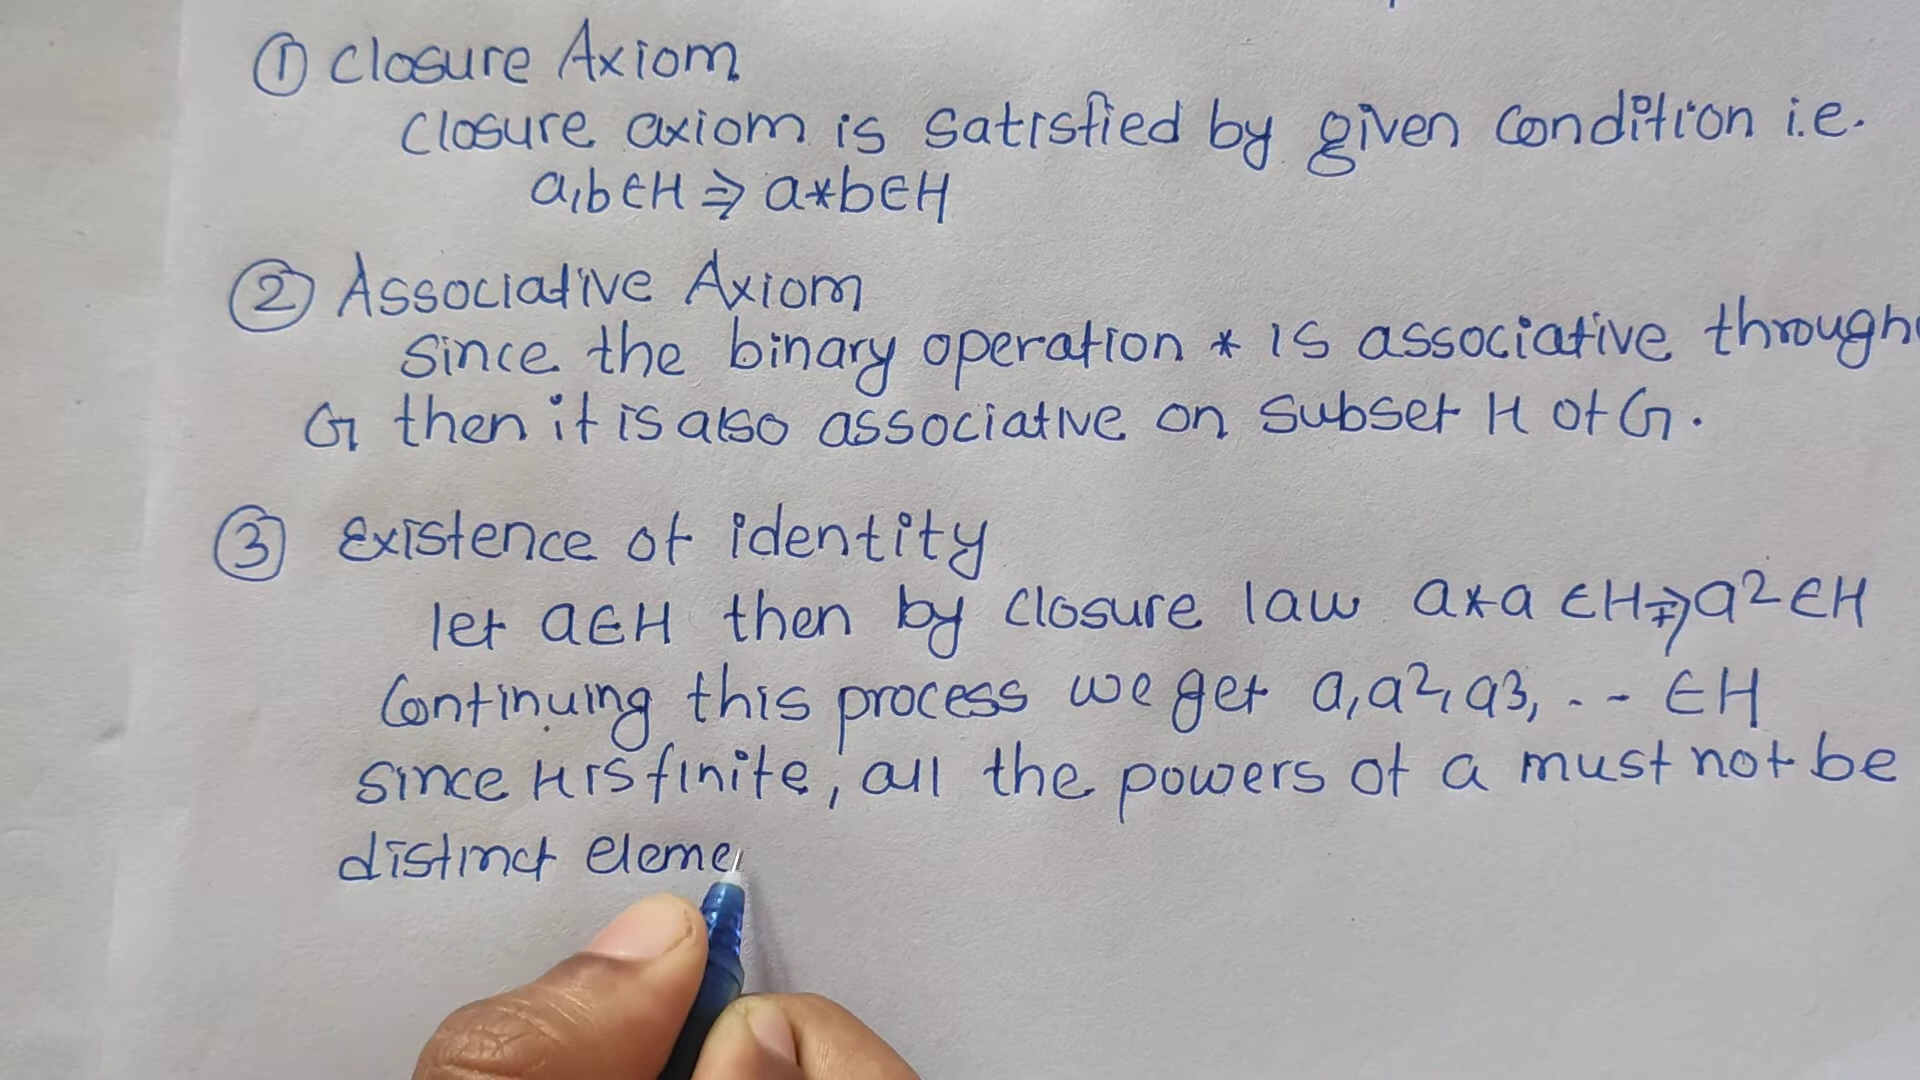 ① Closure Axiom
Closure axiom is satisfied by given condition i.e.
a,b∈H ⇒ a*b∈H
② Associative Axiom
Since the binary operation * is associative through
G then it is also associative on subset H of G.
③ Existence of identity
let a∈H then by closure law a*a ∈H⇒a² ∈H
Continuing this process we get a, a², a3, .-- ∈H
since H is finite, all the powers of a must not be
distinct eleme